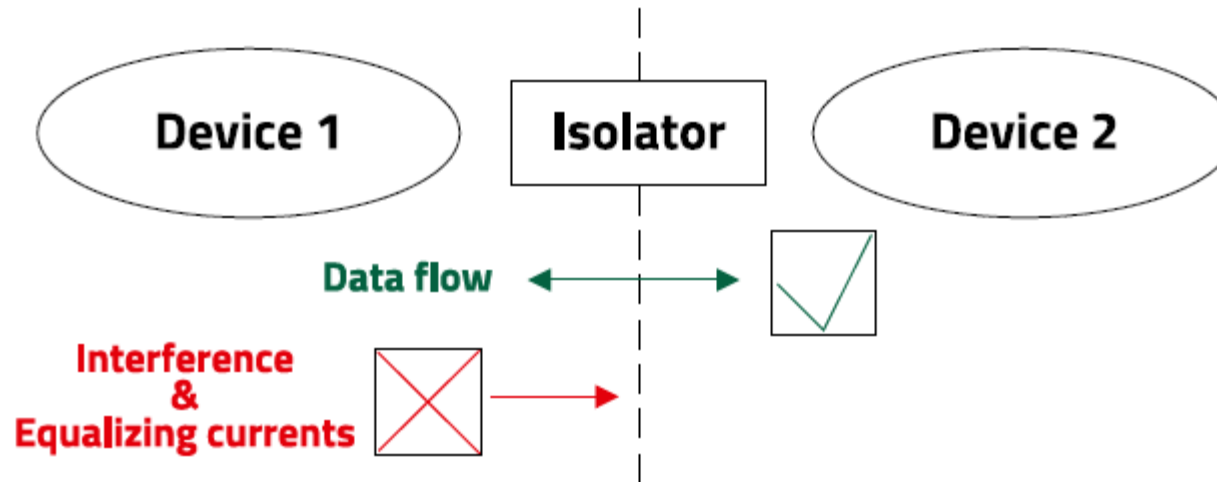 Device 1
Isolator
Device 2
Data flow
Interference
&
Equalizing currents